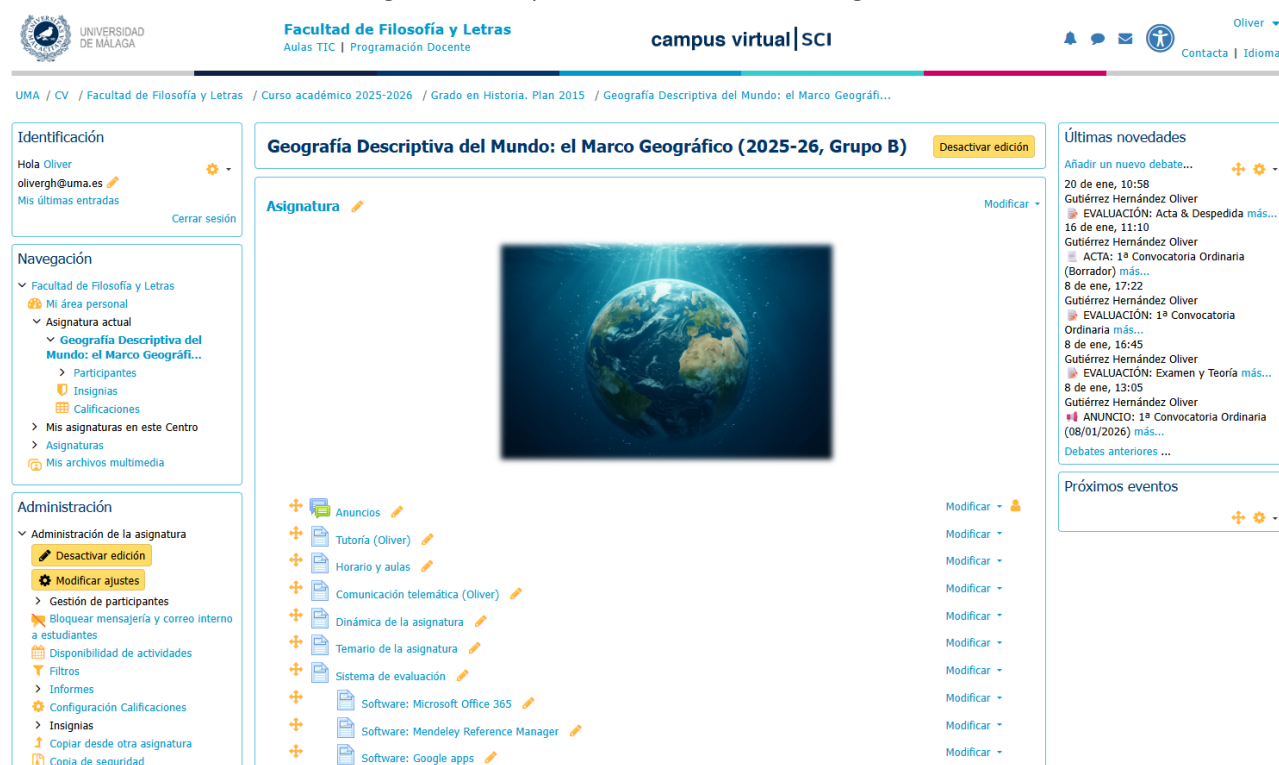 UNIVERSIDAD
DE MÁLAGA
Facultad de Filosofía y Letras
Aulas TIC | Programación Docente
campus virtual|SCI
Oliver
Contacta | Idioma
UMA / CV / Facultad de Filosofía y Letras / Curso académico 2025-2026 / Grado en Historia. Plan 2015 / Geografía Descriptiva del Mundo: el Marco Geográfi...
Identificación
Hola Oliver
olivergh@uma.es
Mis últimas entradas
Cerrar sesión
Navegación
Facultad de Filosofía y Letras
Mi área personal
Asignatura actual
Geografía Descriptiva del
Mundo: el Marco Geográfi...
Participantes
Insignias
Calificaciones
Mis asignaturas en este Centro
Asignaturas
Mis archivos multimedia
Administración
Administración de la asignatura
Desactivar edición
Modificar ajustes
Gestión de participantes
Bloquear mensajería y correo interno
a estudiantes
Disponibilidad de actividades
Filtros
Informes
Configuración Calificaciones
Insignias
Copiar desde otra asignatura
Copia de seguridad
Geografía Descriptiva del Mundo: el Marco Geográfico (2025-26, Grupo B)
Desactivar edición
Asignatura
Modificar
Anuncios Modificar
Tutoría (Oliver) Modificar
Horario y aulas Modificar
Comunicación telemática (Oliver) Modificar
Dinámica de la asignatura Modificar
Temario de la asignatura Modificar
Sistema de evaluación Modificar
Software: Microsoft Office 365 Modificar
Software: Mendeley Reference Manager Modificar
Software: Google apps Modificar
Últimas novedades
Añadir un nuevo debate...
20 de ene, 10:58
Gutiérrez Hernández Oliver
EVALUACIÓN: Acta & Despedida más...
16 de ene, 11:10
Gutiérrez Hernández Oliver
ACTA: 1ª Convocatoria Ordinaria
(Borrador) más...
8 de ene, 17:22
Gutiérrez Hernández Oliver
EVALUACIÓN: 1ª Convocatoria
Ordinaria más...
8 de ene, 16:45
Gutiérrez Hernández Oliver
EVALUACIÓN: Examen y Teoría más...
8 de ene, 13:05
Gutiérrez Hernández Oliver
ANUNCIO: 1ª Convocatoria Ordinaria
(08/01/2026) más...
Debates anteriores ...
Próximos eventos